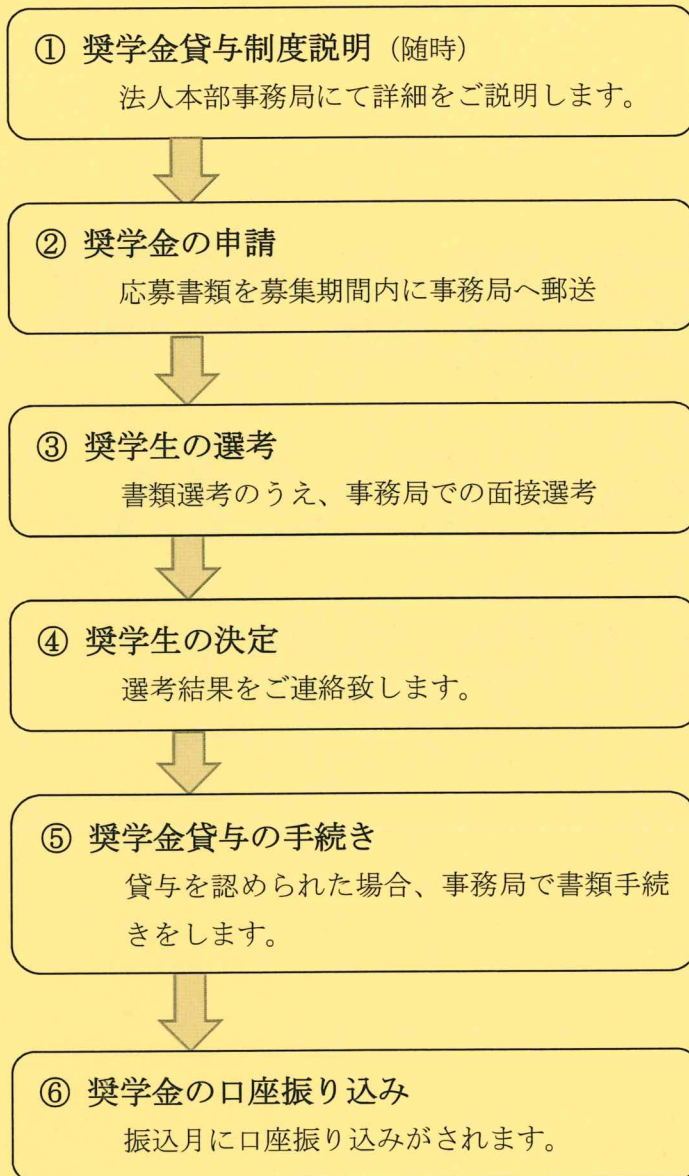 ① 奨学金貸与制度説明（随時）
法人本部事務局にて詳細をご説明します。
② 奨学金の申請
応募書類を募集期間内に事務局へ郵送
③ 奨学生の選考
書類選考のうえ、事務局での面接選考
④ 奨学生の決定
選考結果をご連絡致します。
⑤ 奨学金貸与の手続き
貸与を認められた場合、事務局で書類手続
きをします。
⑥ 奨学金の口座振り込み
振込月に口座振り込みがされます。